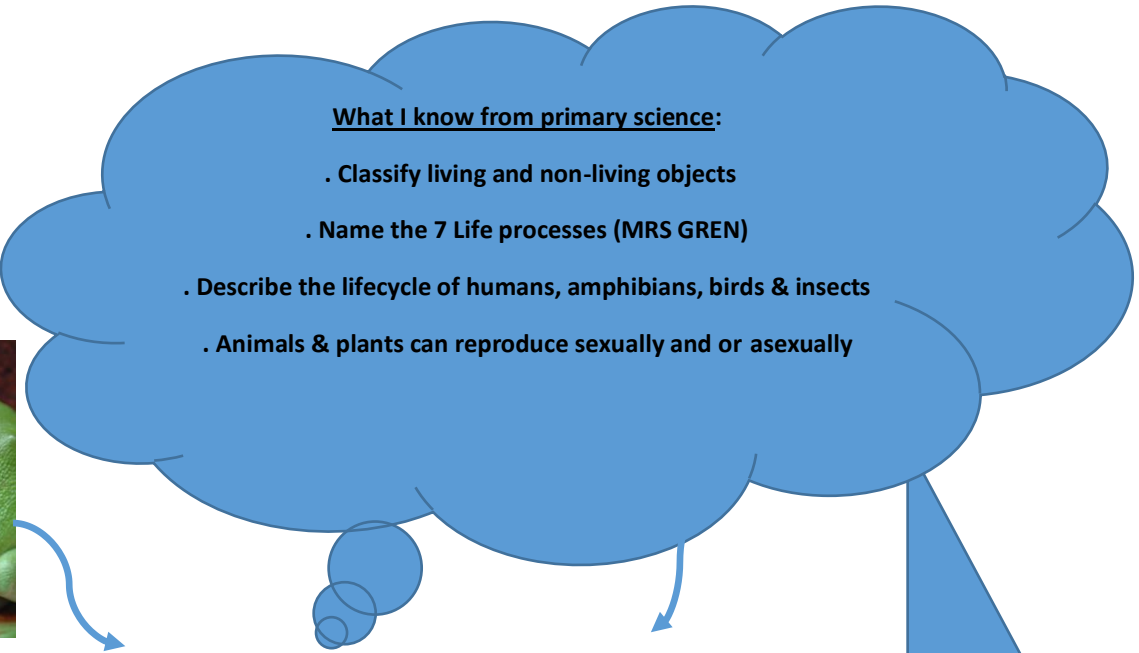 What I know from primary science:
. Classify living and non-living objects
. Name the 7 Life processes (MRS GREN)
. Describe the lifecycle of humans, amphibians, birds & insects
. Animals & plants can reproduce sexually and or asexually